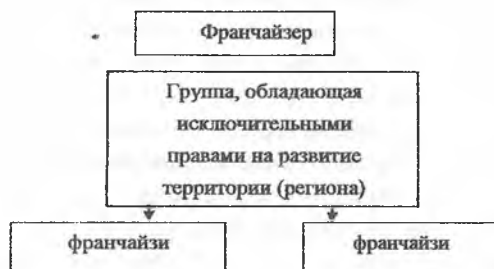 Франчайзер
Группа, обладающая
исключительными
правами на развитие
территории (региона)
франчайзи франчайзи